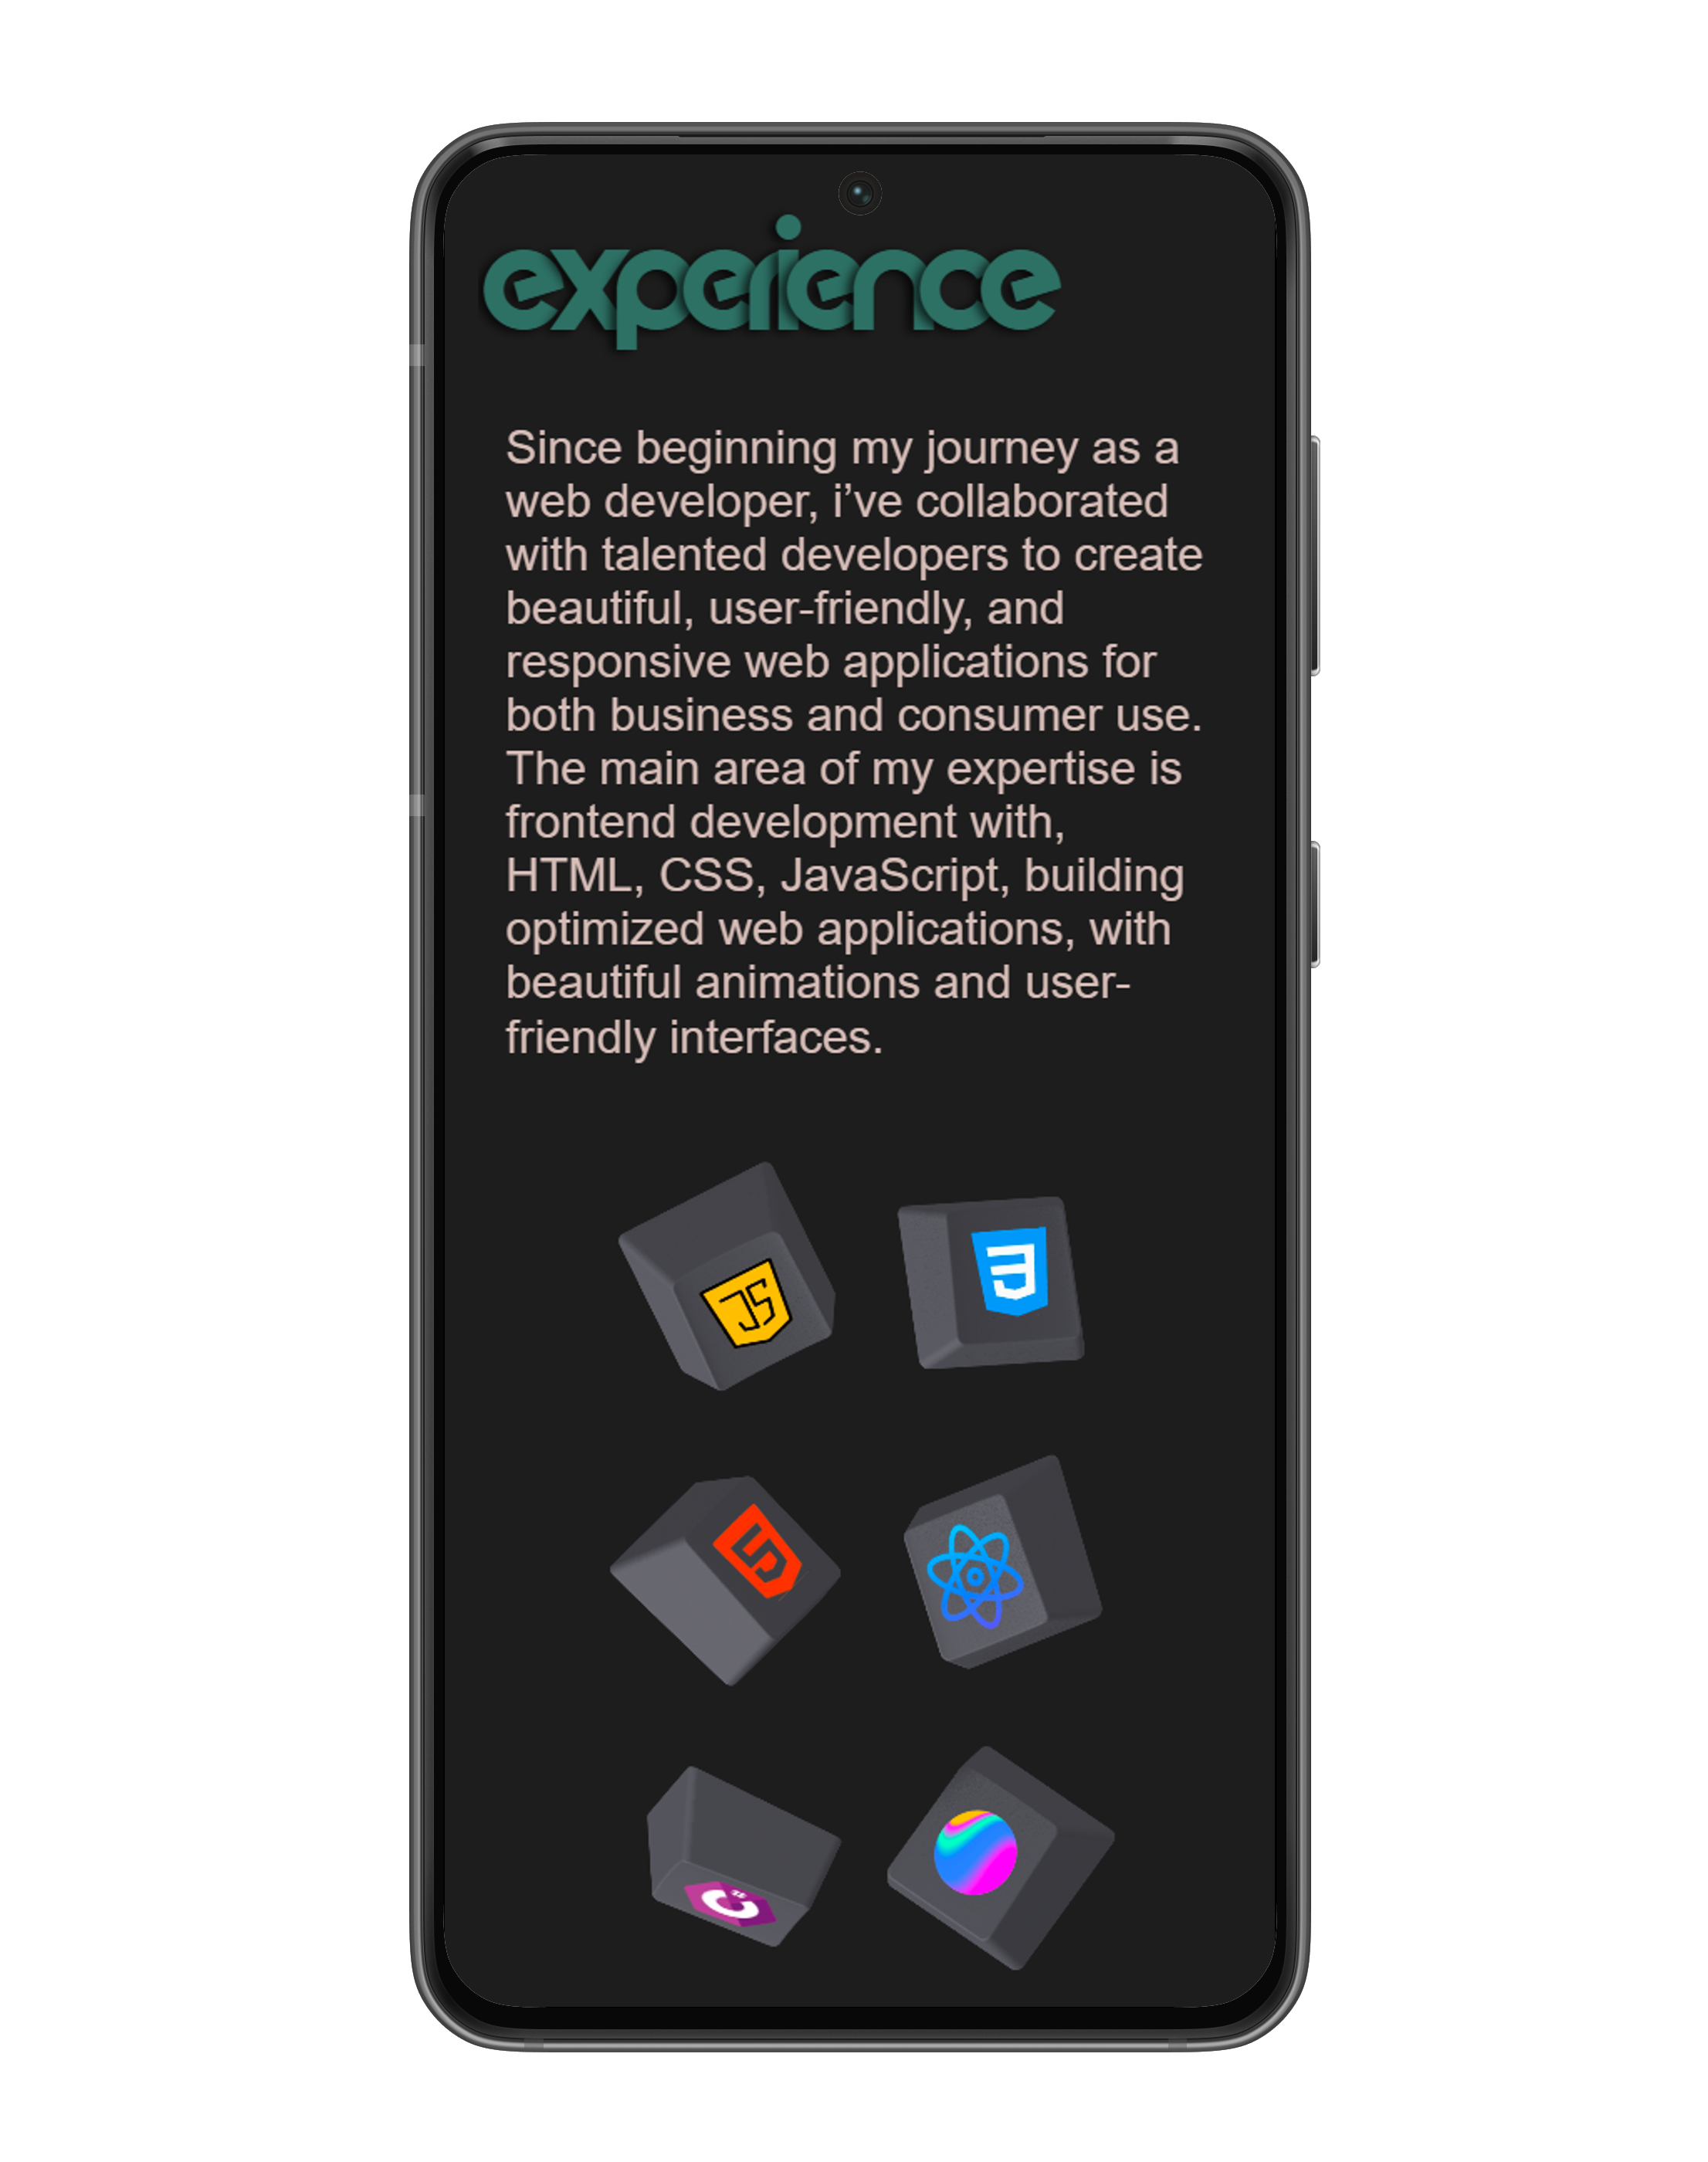 experience
Since beginning my journey as a
web developer, i’ve collaborated
with talented developers to create
beautiful, user-friendly, and
responsive web applications for
both business and consumer use.
The main area of my expertise is
frontend development with,
HTML, CSS, JavaScript, building
optimized web applications, with
beautiful animations and user-
friendly interfaces.
JS